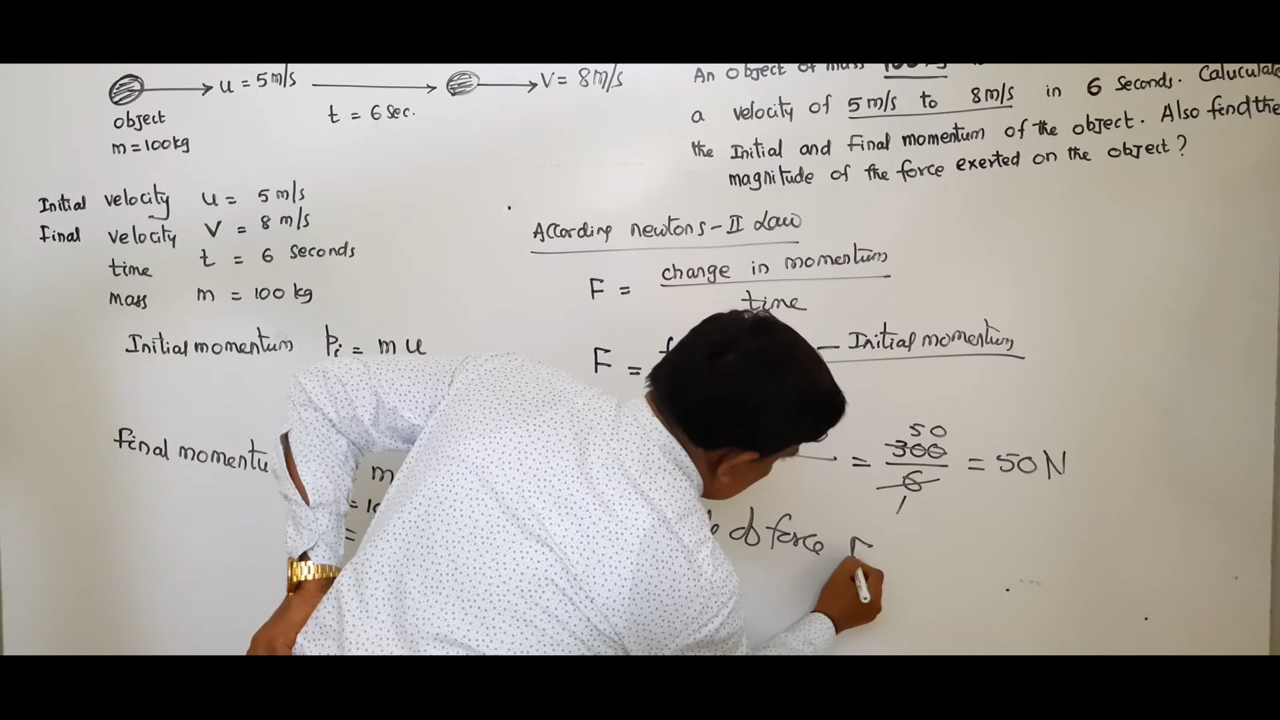 u = 5 m/s
V = 8 m/s
object
m = 100 kg
t = 6 sec.
An object of mass 100
a velocity of 5 m/s to 8 m/s in 6 seconds. Caluculate
the Initial and Final momentum of the object. Also find the
magnitude of the force exerted on the object?
Initial velocity u = 5 m/s
Final velocity V = 8 m/s
time t = 6 seconds
mass m = 100 kg
Initial momentum Pi = m u
final momentu
m
= 10
=
According newtons - II Law
F = change in momentum
time
F = - Initial momentum
50
= 300 = 50 N
6
1
of force F